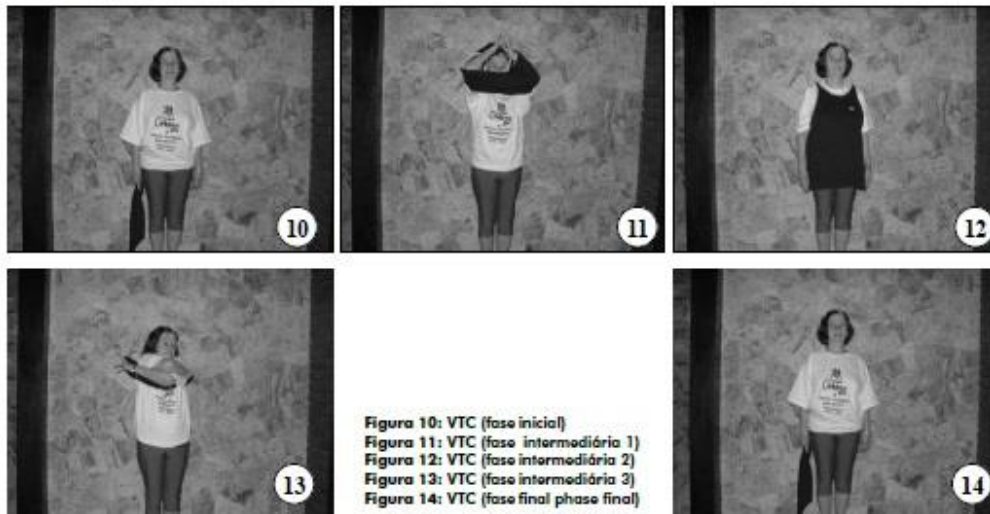 10
11
12
13
Figura 10: VTC (fase inicial)
Figura 11: VTC (fase intermediária 1)
Figura 12: VTC (fase intermediária 2)
Figura 13: VTC (fase intermediária 3)
Figura 14: VTC (fase final phase final)
14